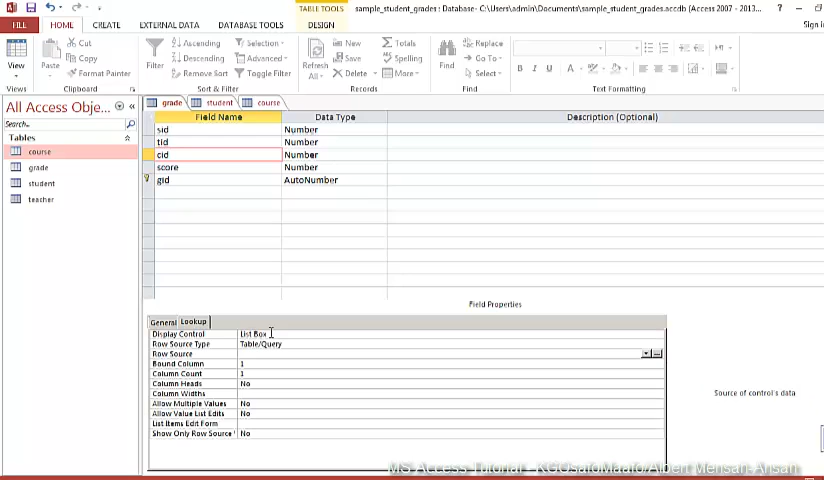 TABLE TOOLS
sample_student_grades : Database- C:\Users\admin\Documents\sample_student_grades.accdb (Access 2007 - 2013...
FILE HOME CREATE EXTERNAL DATA DATABASE TOOLS DESIGN
Sign in
View
Views
Paste
Cut
Copy
Format Painter
Clipboard
Filter
Ascending
Descending
Remove Sort
Selection
Advanced
Toggle Filter
Sort & Filter
Refresh
All
New
Save
Delete
Totals
Spelling
More
Records
Find
Replace
Go To
Select
Find
B I U
A
Text Formatting
All Access Obje...
Search...
Tables
course
grade
student
teacher
grade student course
Field Name Data Type Description (Optional)
sid Number
tid Number
cid Number
score Number
gid AutoNumber
Field Properties
General Lookup
Display Control List Box
Row Source Type Table/Query
Row Source
Bound Column 1
Column Count 1
Column Heads No
Column Widths
Allow Multiple Values No
Allow Value List Edits No
List Items Edit Form
Show Only Row Source No
Source of control's data
MS Access Tutorial - KGOsafoMaafo/Albert Mensah-Ansah